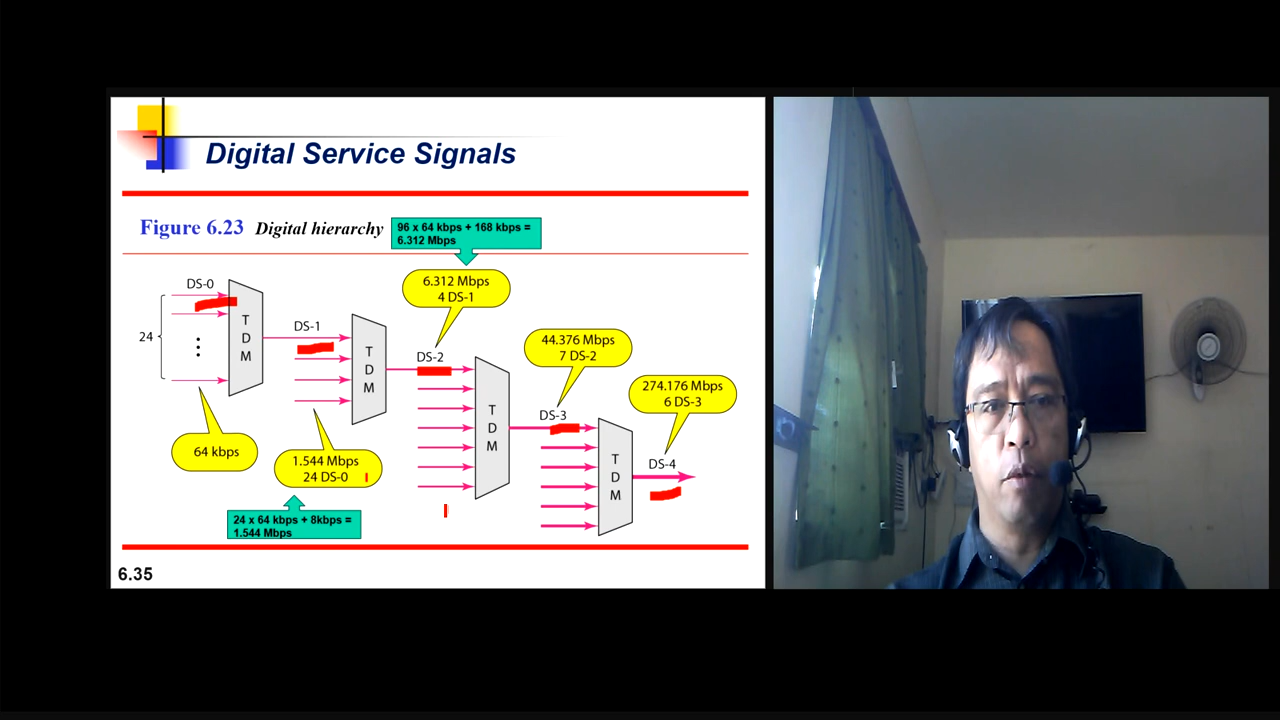 Digital Service Signals
Figure 6.23 Digital hierarchy
96 x 64 kbps + 168 kbps =
6.312 Mbps
DS-0
24
T
D
M
64 kbps
DS-1
1.544 Mbps
24 DS-0
24 x 64 kbps + 8kbps =
1.544 Mbps
T
D
M
6.312 Mbps
4 DS-1
DS-2
T
D
M
44.376 Mbps
7 DS-2
DS-3
T
D
M
274.176 Mbps
6 DS-3
DS-4
6.35